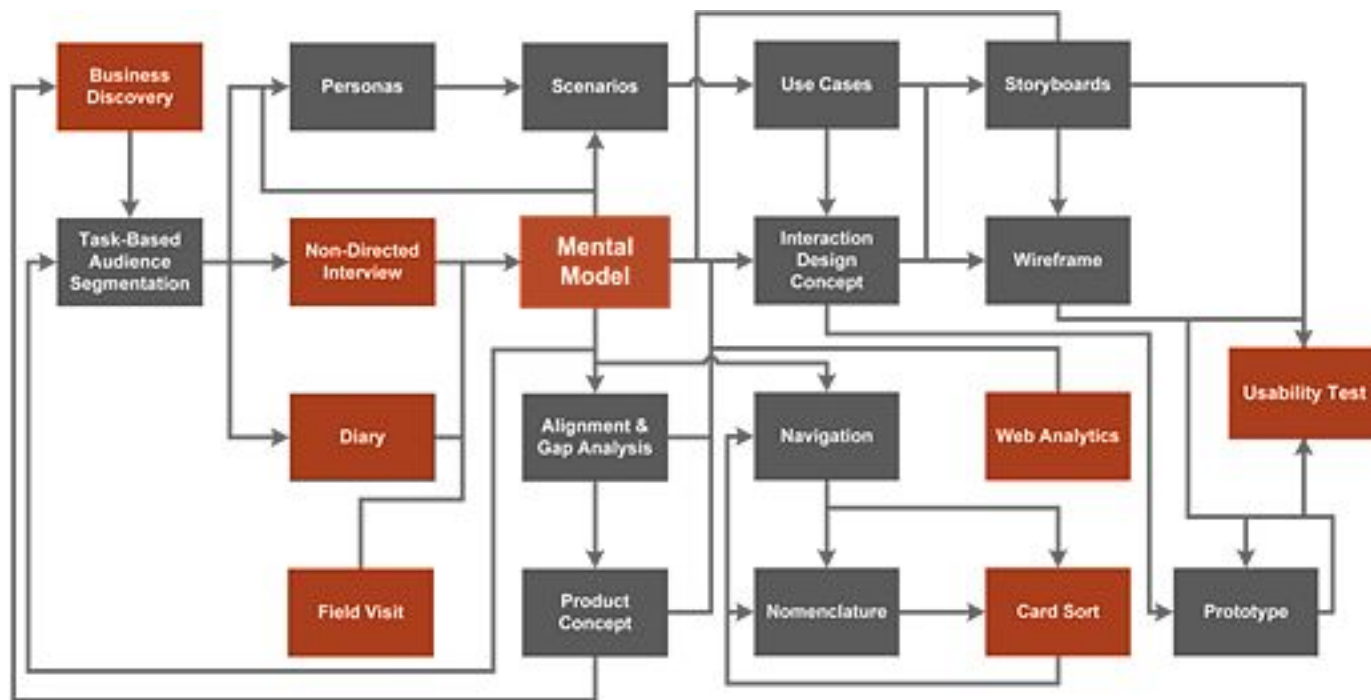 Business
Discovery
Personas
Scenarios
Use Cases
Storyboards
Task-Based
Audience
Segmentation
Non-Directed
Interview
Mental
Model
Interaction
Design
Concept
Wireframe
Usability Test
Diary
Alignment &
Gap Analysis
Navigation
Web Analytics
Field Visit
Product
Concept
Nomenclature
Card Sort
Prototype